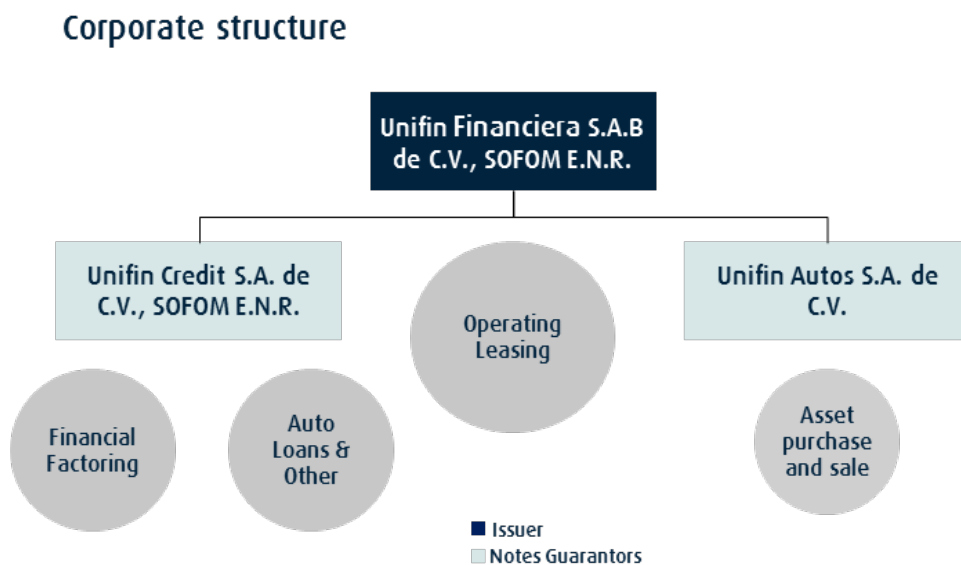 Corporate structure
Unifin Financiera S.A.B
de C.V., SOFOM E.N.R.
Unifin Credit S.A. de
C.V., SOFOM E.N.R.
Operating
Leasing
Unifin Autos S.A. de
C.V.
Financial
Factoring
Auto
Loans &
Other
Asset
purchase
and sale
Issuer
Notes Guarantors